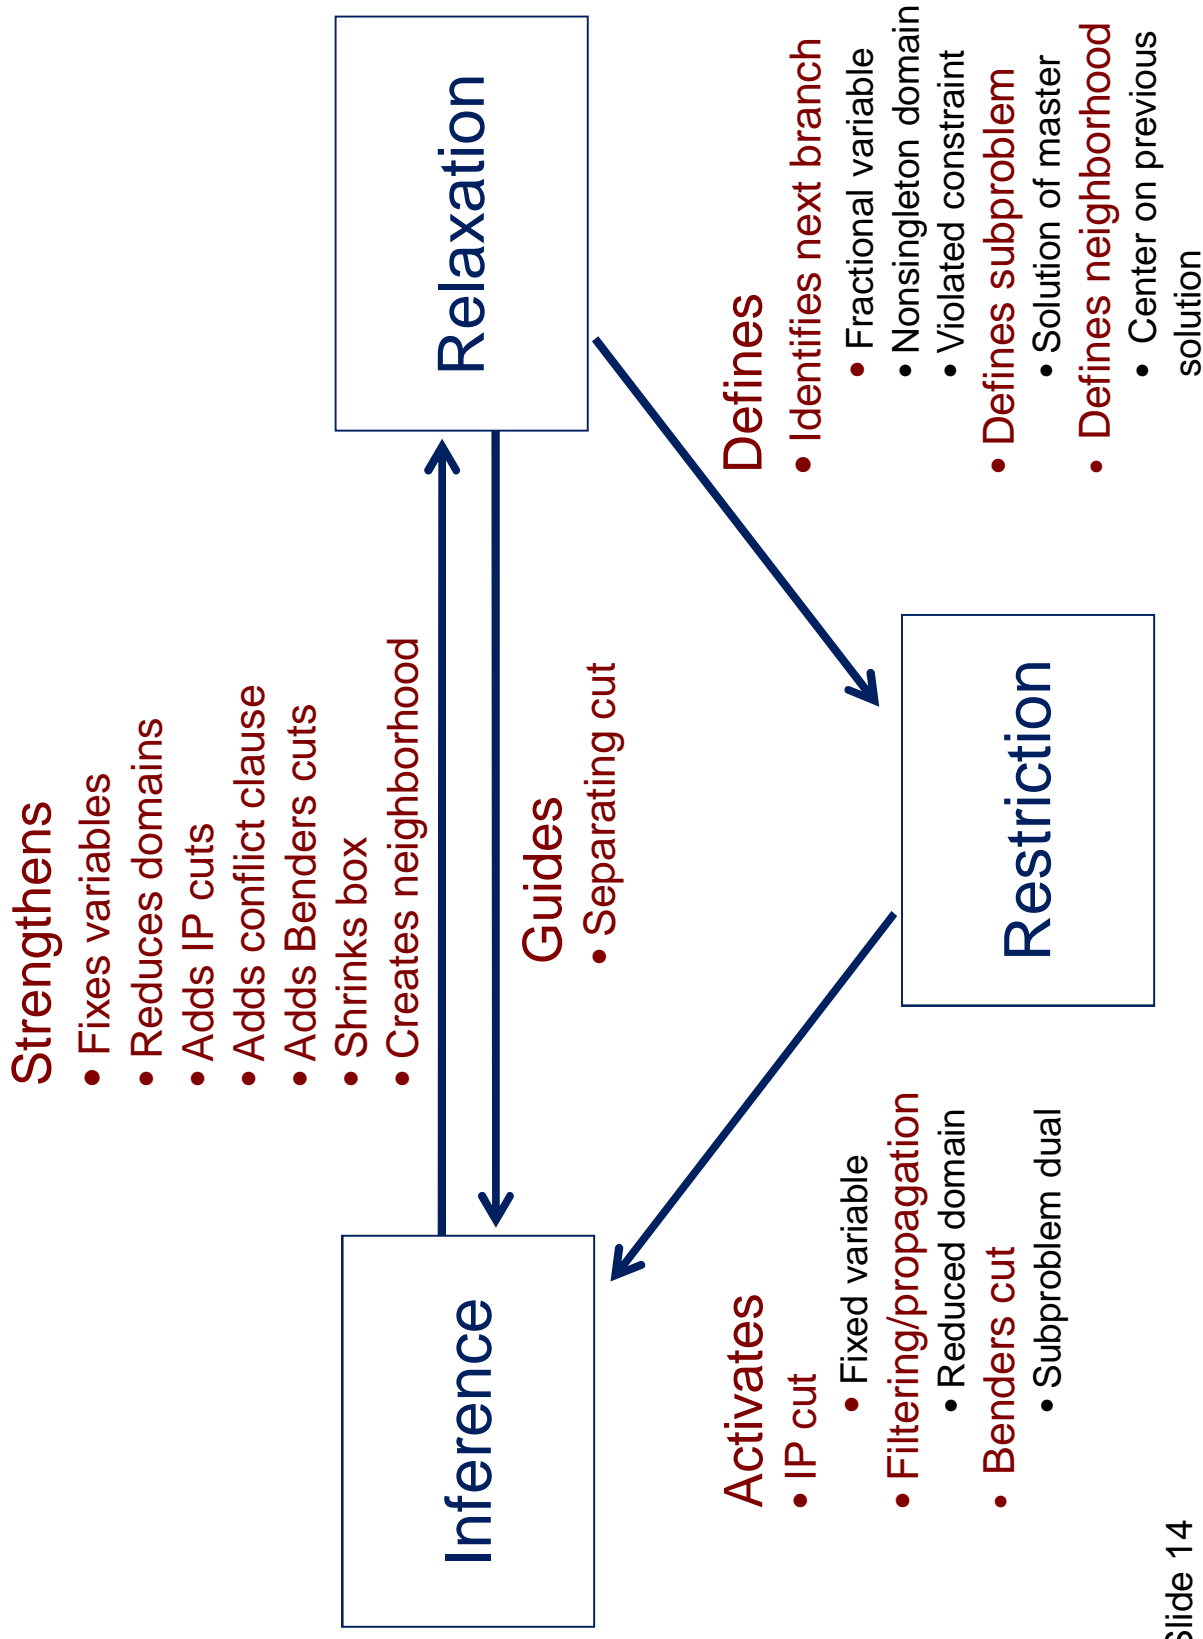 Strengthens
• Fixes variables
• Reduces domains
• Adds IP cuts
• Adds conflict clause
• Adds Benders cuts
• Shrinks box
• Creates neighborhood
Inference
Relaxation
Guides
• Separating cut
Activates
• IP cut
• Fixed variable
• Filtering/propagation
• Reduced domain
• Benders cut
• Subproblem dual
Restriction
Defines
• Identifies next branch
• Fractional variable
• Nonsingleton domain
• Violated constraint
• Defines subproblem
• Solution of master
• Defines neighborhood
• Center on previous
solution
Slide 14